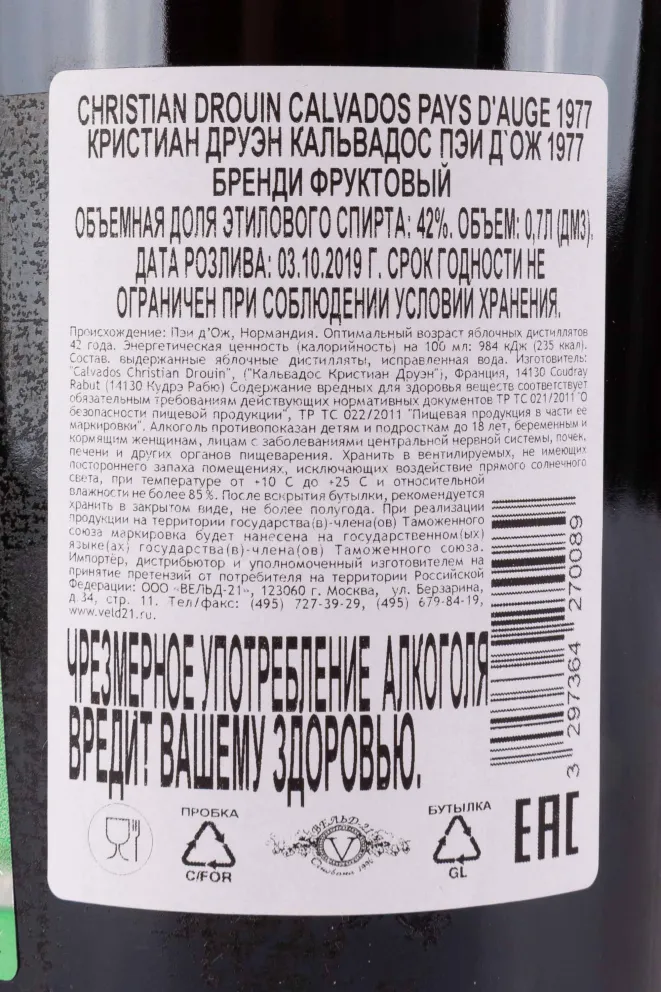 CHRISTIAN DROUIN CALVADOS PAYS D'AUGE 1977
КРИСТИАН ДРУЭН КАЛЬВАДОС ПЭИ Д`ОЖ 1977
БРЕНДИ ФРУКТОВЫЙ
ОБЪЕМНАЯ ДОЛЯ ЭТИЛОВОГО СПИРТА: 42%. ОБЪЕМ: 0,7Л (ДМ3).
ДАТА РОЗЛИВА: 03.10.2019 Г. СРОК ГОДНОСТИ НЕ
ОГРАНИЧЕН ПРИ СОБЛЮДЕНИИ УСЛОВИЙ ХРАНЕНИЯ.
Происхождение: Пэи д'Ож, Нормандия. Оптимальный возраст яблочных дистиллятов
42 года. Энергетическая ценность (калорийность) на 100 мл: 984 кДж (235 ккал).
Состав: выдержанные яблочные дистилляты, исправленная вода. Изготовитель:
"Calvados Christian Drouin", ("Кальвадос Кристиан Друэн"), Франция, 14130 Coudray
Rabut (14130 Кудрэ Рабю) Содержание вредных для здоровья веществ соответствует
обязательным требованиям действующих нормативных документов ТР ТС 021/2011 "О
безопасности пищевой продукции", ТР ТС 022/2011 "Пищевая продукция в части ее
маркировки". Алкоголь противопоказан детям и подросткам до 18 лет, беременным и
кормящим женщинам, лицам с заболеваниями центральной нервной системы, почек,
печени и других органов пищеварения. Хранить в вентилируемых, не имеющих
постороннего запаха помещениях, исключающих воздействие прямого солнечного
света, при температуре от +10 С до +25 С и относительной
влажности не более 85%. После вскрытия бутылки, рекомендуется
хранить в закрытом виде, не более полугода. При реализации
продукции на территории государства(в)-члена(ов) Таможенного
союза маркировка будет нанесена на государственном(ых)
языке(ах) государства(в)-члена(ов) Таможенного союза.
Импортёр, дистрибьютор и уполномоченный изготовителем на
принятие претензий от потребителя на территории Российской
Федерации: ООО «ВЕЛЬД-21», 123060 г. Москва, ул. Берзарина,
д.34, стр. 11. Тел/факс: (495) 727-39-29, (495) 679-84-19,
www.veld21.ru.
ЧРЕЗМЕРНОЕ УПОТРЕБЛЕНИЕ АЛКОГОЛЯ
ВРЕДИТ ВАШЕМУ ЗДОРОВЬЮ.
3 297364 270089
ПРОБКА
C/FOR
ВЕЛЬД-21
V
Основана 1996
БУТЫЛКА
GL
EAC